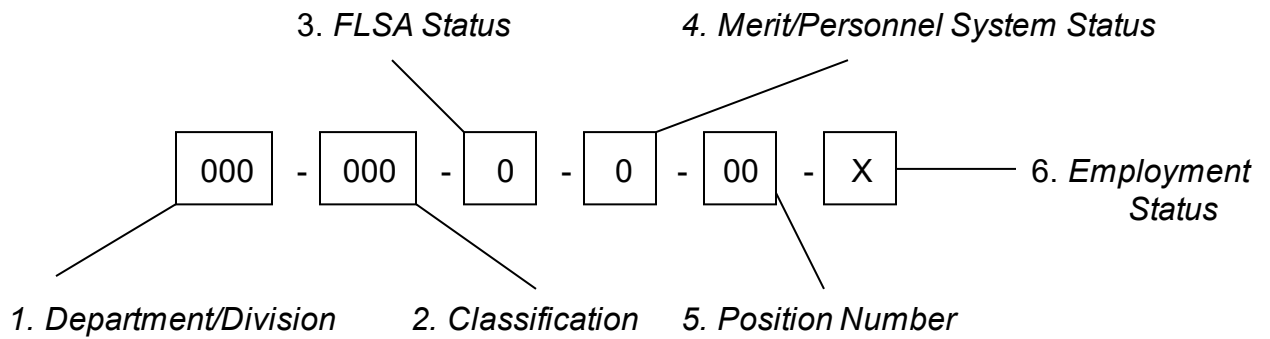 3. FLSA Status 4. Merit/Personnel System Status
000 - 000 - 0 - 0 - 00 - X
6. Employment
Status
1. Department/Division 2. Classification 5. Position Number